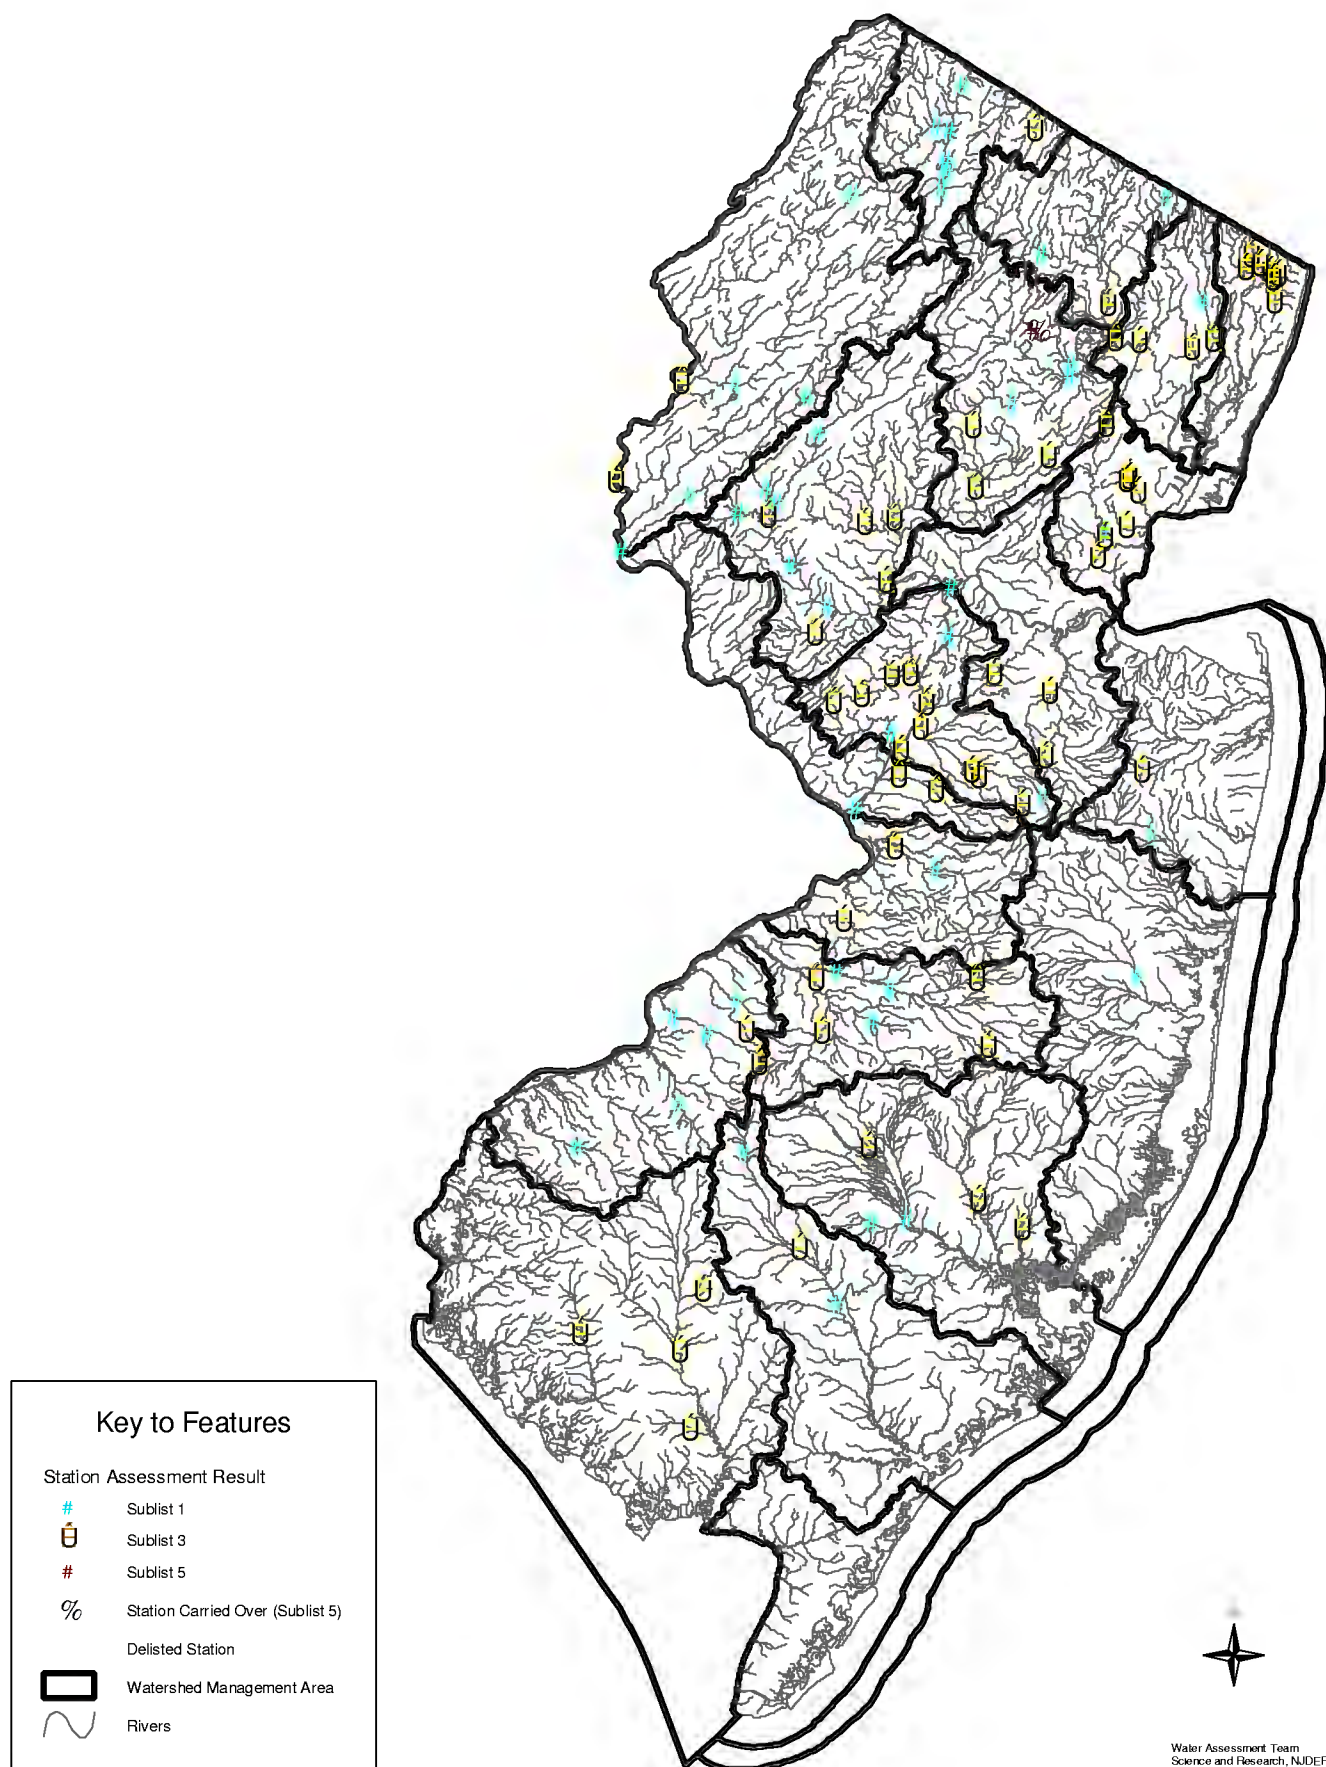 Key to Features
Station Assessment Result
# Sublist 1
Sublist 3
# Sublist 5
% Station Carried Over (Sublist 5)
Delisted Station
Watershed Management Area
Rivers
Water Assessment Team
Science and Research, NJDEP